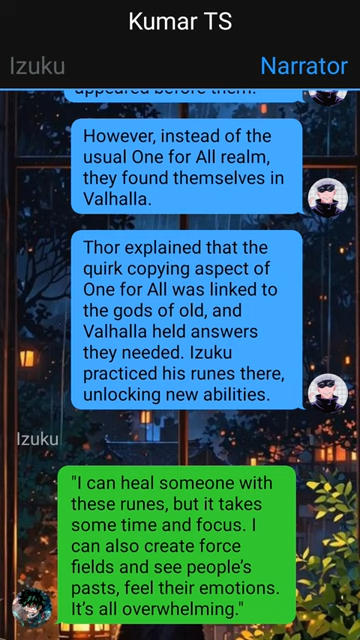 Kumar TS
Izuku
Narrator
appeared before them.
However, instead of the
usual One for All realm,
they found themselves in
Valhalla.
Thor explained that the
quirk copying aspect of
One for All was linked to
the gods of old, and
Valhalla held answers
they needed. Izuku
practiced his runes there,
unlocking new abilities.
Izuku
"I can heal someone with
these runes, but it takes
some time and focus. I
can also create force
fields and see people’s
pasts, feel their emotions.
It’s all overwhelming."